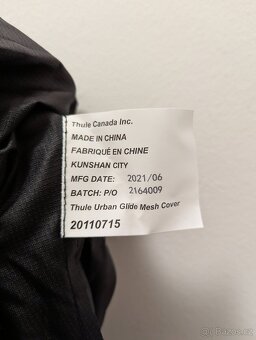 Thule Canada Inc.
MADE IN CHINA
FABRIQUÉ EN CHINE
KUNSHAN CITY
MFG DATE: 2021/06
BATCH: P/O 2164009
Thule Urban Glide Mesh Cover
20110715